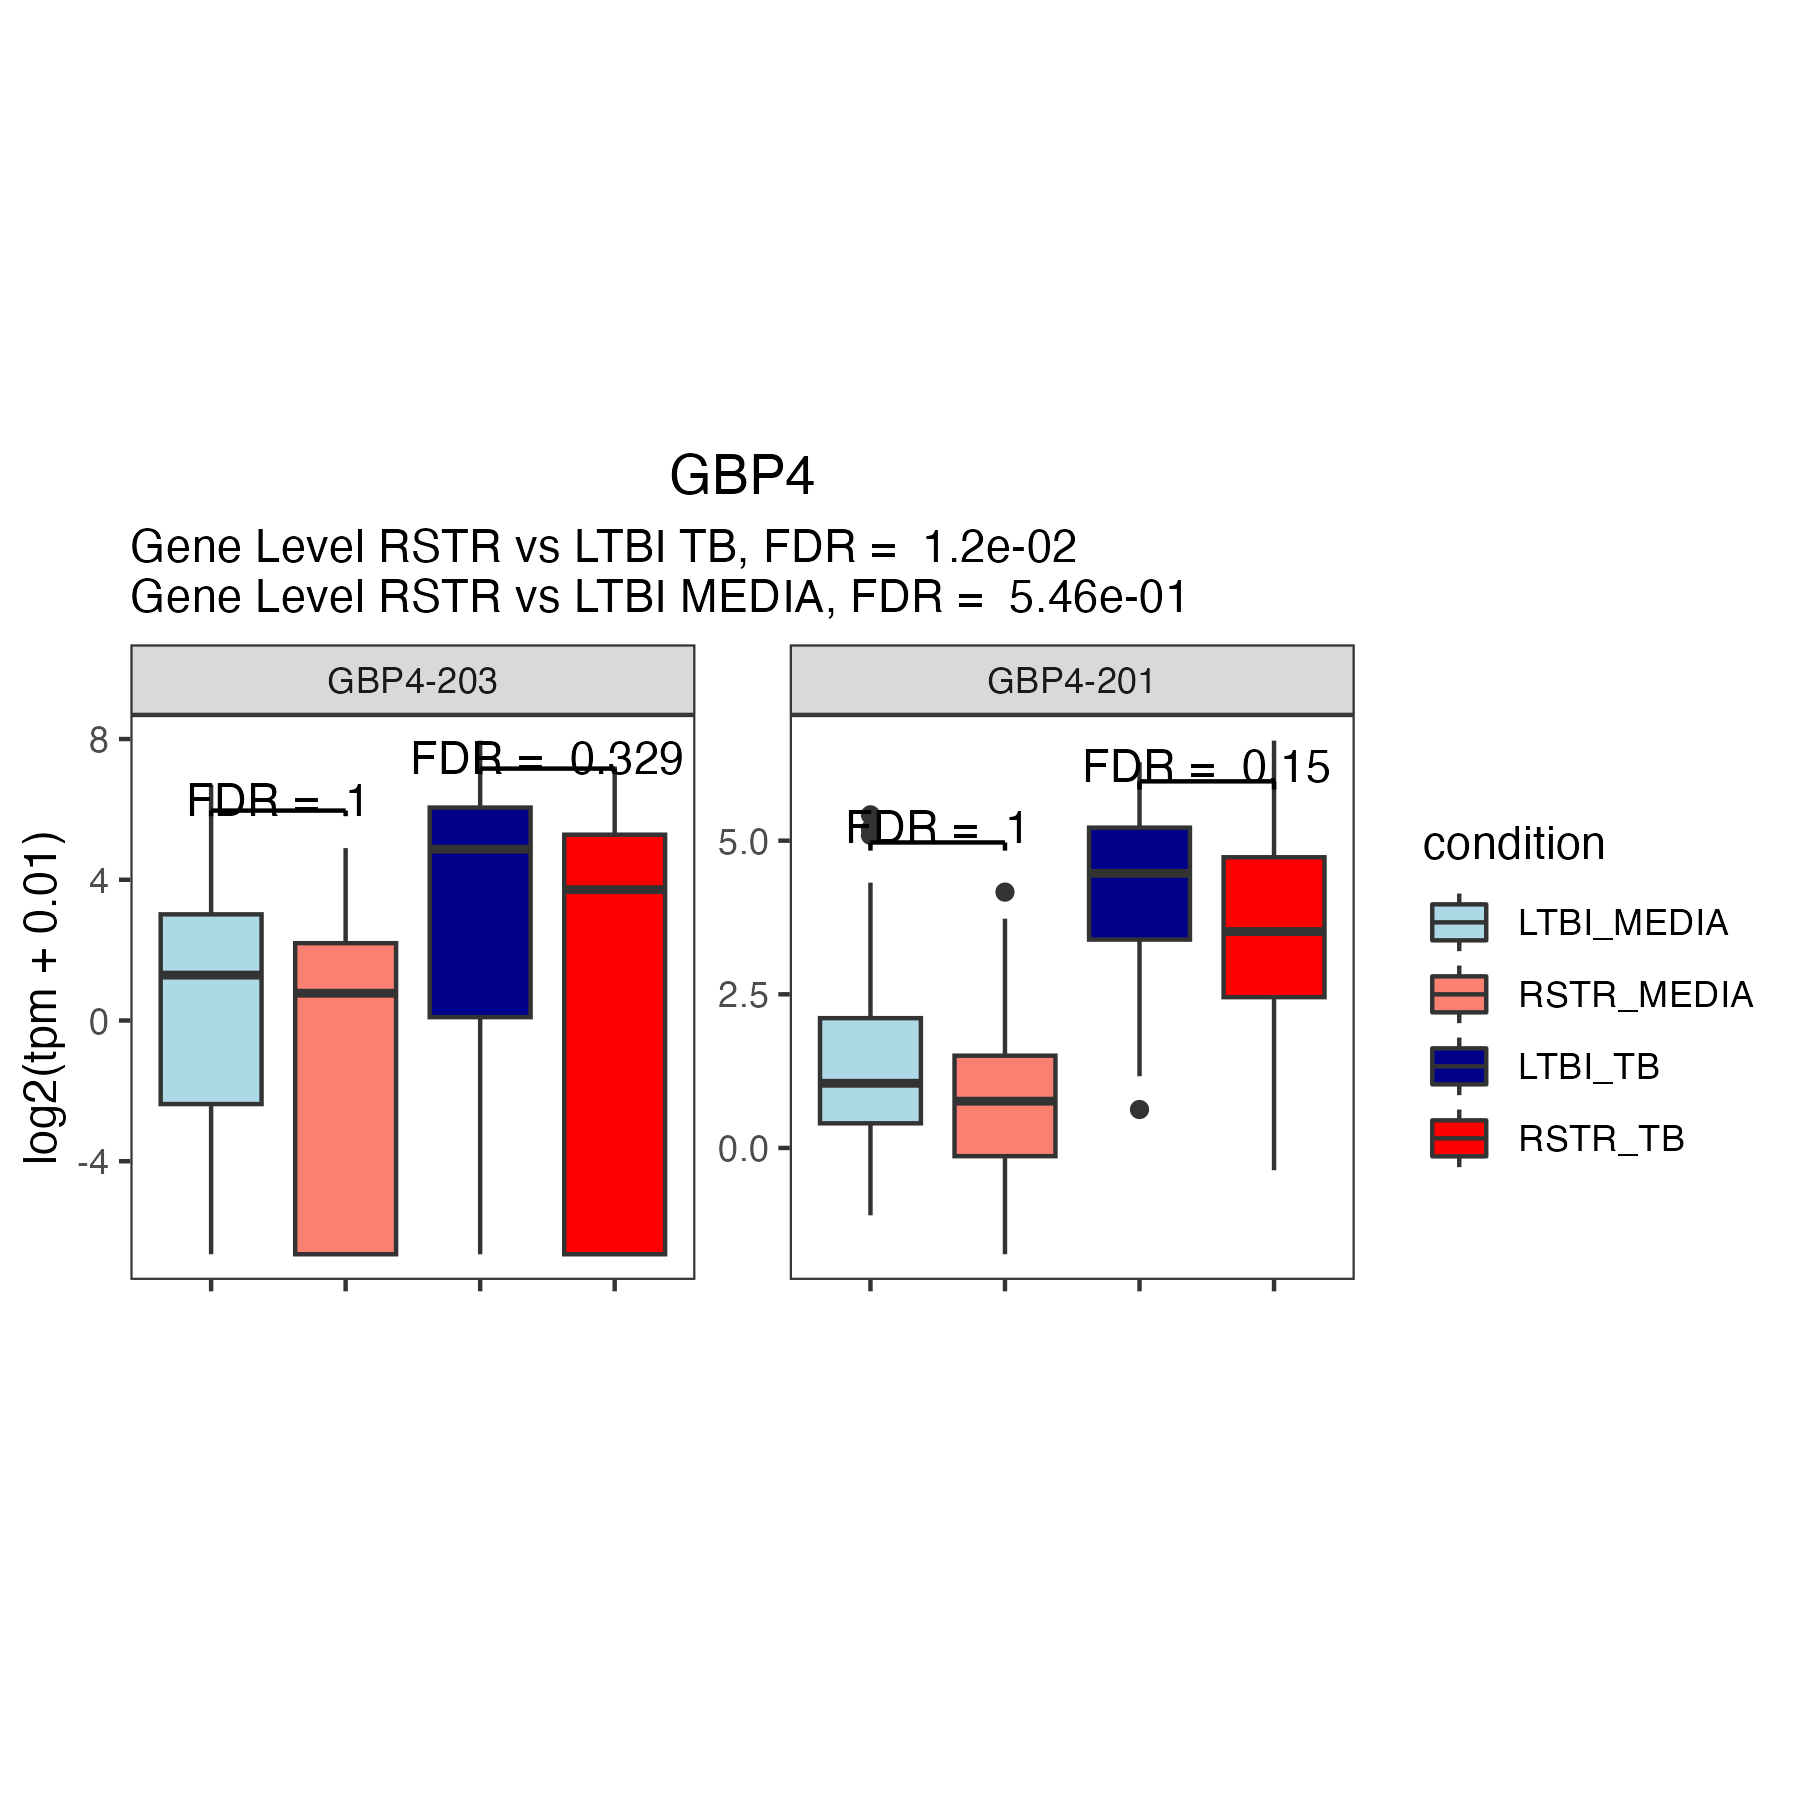 GBP4
Gene Level RSTR vs LTBI TB, FDR =  1.2e-02
Gene Level RSTR vs LTBI MEDIA, FDR =  5.46e-01
GBP4-203
GBP4-201
log2(tpm + 0.01)
8
4
0
-4
FDR =  1
FDR =  0.329
5.0
2.5
0.0
FDR =  1
FDR =  0.15
condition
LTBI_MEDIA
RSTR_MEDIA
LTBI_TB
RSTR_TB